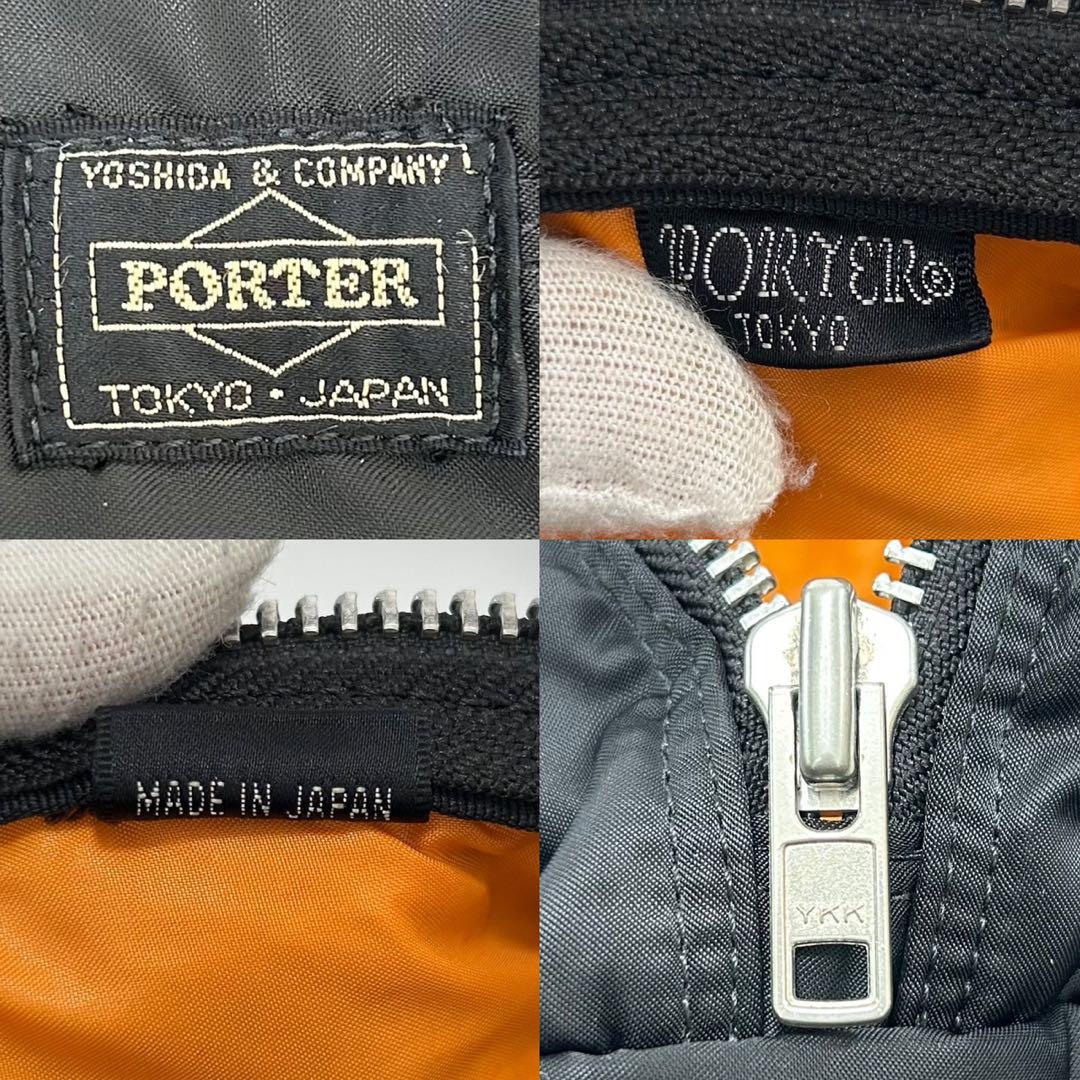 YOSHIDA & COMPANY
PORTER
TOKYO • JAPAN
PORTER®
TOKYO
MADE IN JAPAN
YKK